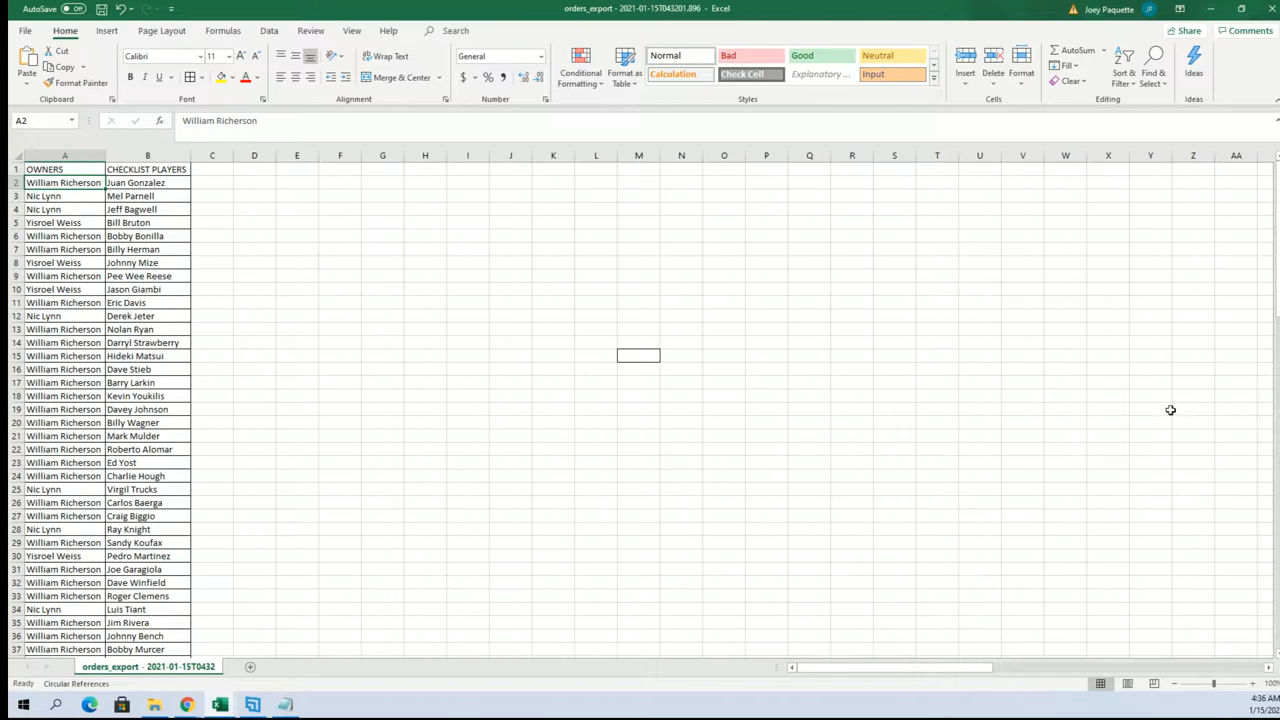 AutoSave Off orders_export - 2021-01-15T043201.896 - Excel Joey Paquette JP
File Home Insert Page Layout Formulas Data Review View Help Search Share Comments
Cut Calibri 11 Wrap Text General Normal Bad Good Neutral AutoSum
Copy Fill
Paste Format Painter Merge & Center Conditional Formatting Format as Table Calculation Check Cell Explanatory ... Input Insert Delete Format Clear Sort & Filter Find & Select Ideas
Clipboard Font Alignment Number Styles Cells Editing Ideas
A2 fx William Richerson
A B C D E F G H I J K L M N O P Q R S T U V W X Y Z AA
1 OWNERS CHECKLIST PLAYERS
2 William Richerson Juan Gonzalez
3 Nic Lynn Mel Parnell
4 Nic Lynn Jeff Bagwell
5 Yisroel Weiss Bill Bruton
6 William Richerson Bobby Bonilla
7 William Richerson Billy Herman
8 Yisroel Weiss Johnny Mize
9 William Richerson Pee Wee Reese
10 Yisroel Weiss Jason Giambi
11 William Richerson Eric Davis
12 Nic Lynn Derek Jeter
13 William Richerson Nolan Ryan
14 William Richerson Darryl Strawberry
15 William Richerson Hideki Matsui
16 William Richerson Dave Stieb
17 William Richerson Barry Larkin
18 William Richerson Kevin Youkilis
19 William Richerson Davey Johnson
20 William Richerson Billy Wagner
21 William Richerson Mark Mulder
22 William Richerson Roberto Alomar
23 William Richerson Ed Yost
24 William Richerson Charlie Hough
25 Nic Lynn Virgil Trucks
26 William Richerson Carlos Baerga
27 William Richerson Craig Biggio
28 Nic Lynn Ray Knight
29 William Richerson Sandy Koufax
30 Yisroel Weiss Pedro Martinez
31 William Richerson Joe Garagiola
32 William Richerson Dave Winfield
33 William Richerson Roger Clemens
34 Nic Lynn Luis Tiant
35 William Richerson Jim Rivera
36 William Richerson Johnny Bench
37 William Richerson Bobby Murcer
orders_export - 2021-01-15T0432
Ready Circular References 100%
4:36 AM
1/15/202